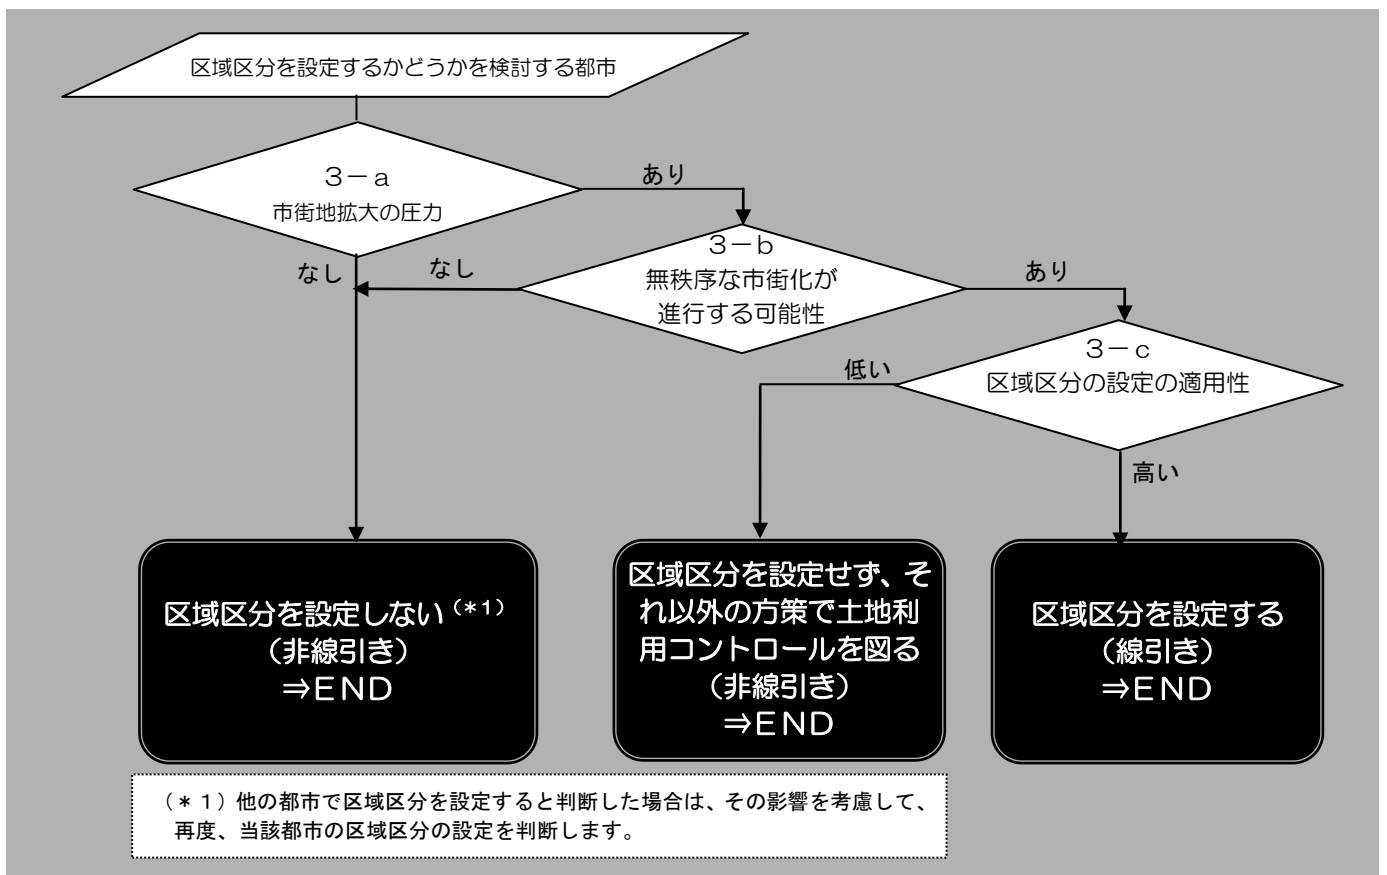 区域区分を設定するかどうかを検討する都市
3－a
市街地拡大の圧力
あり
3－b
無秩序な市街化が
進行する可能性
なし
なし
あり
3－c
区域区分の設定の適用性
低い
高い
区域区分を設定しない（*1）
（非線引き）
⇒END
区域区分を設定せず、そ
れ以外の方策で土地利
用コントロールを図る
（非線引き）
⇒END
区域区分を設定する
（線引き）
⇒END
（*1）他の都市で区域区分を設定すると判断した場合は、その影響を考慮して、
再度、当該都市の区域区分の設定を判断します。